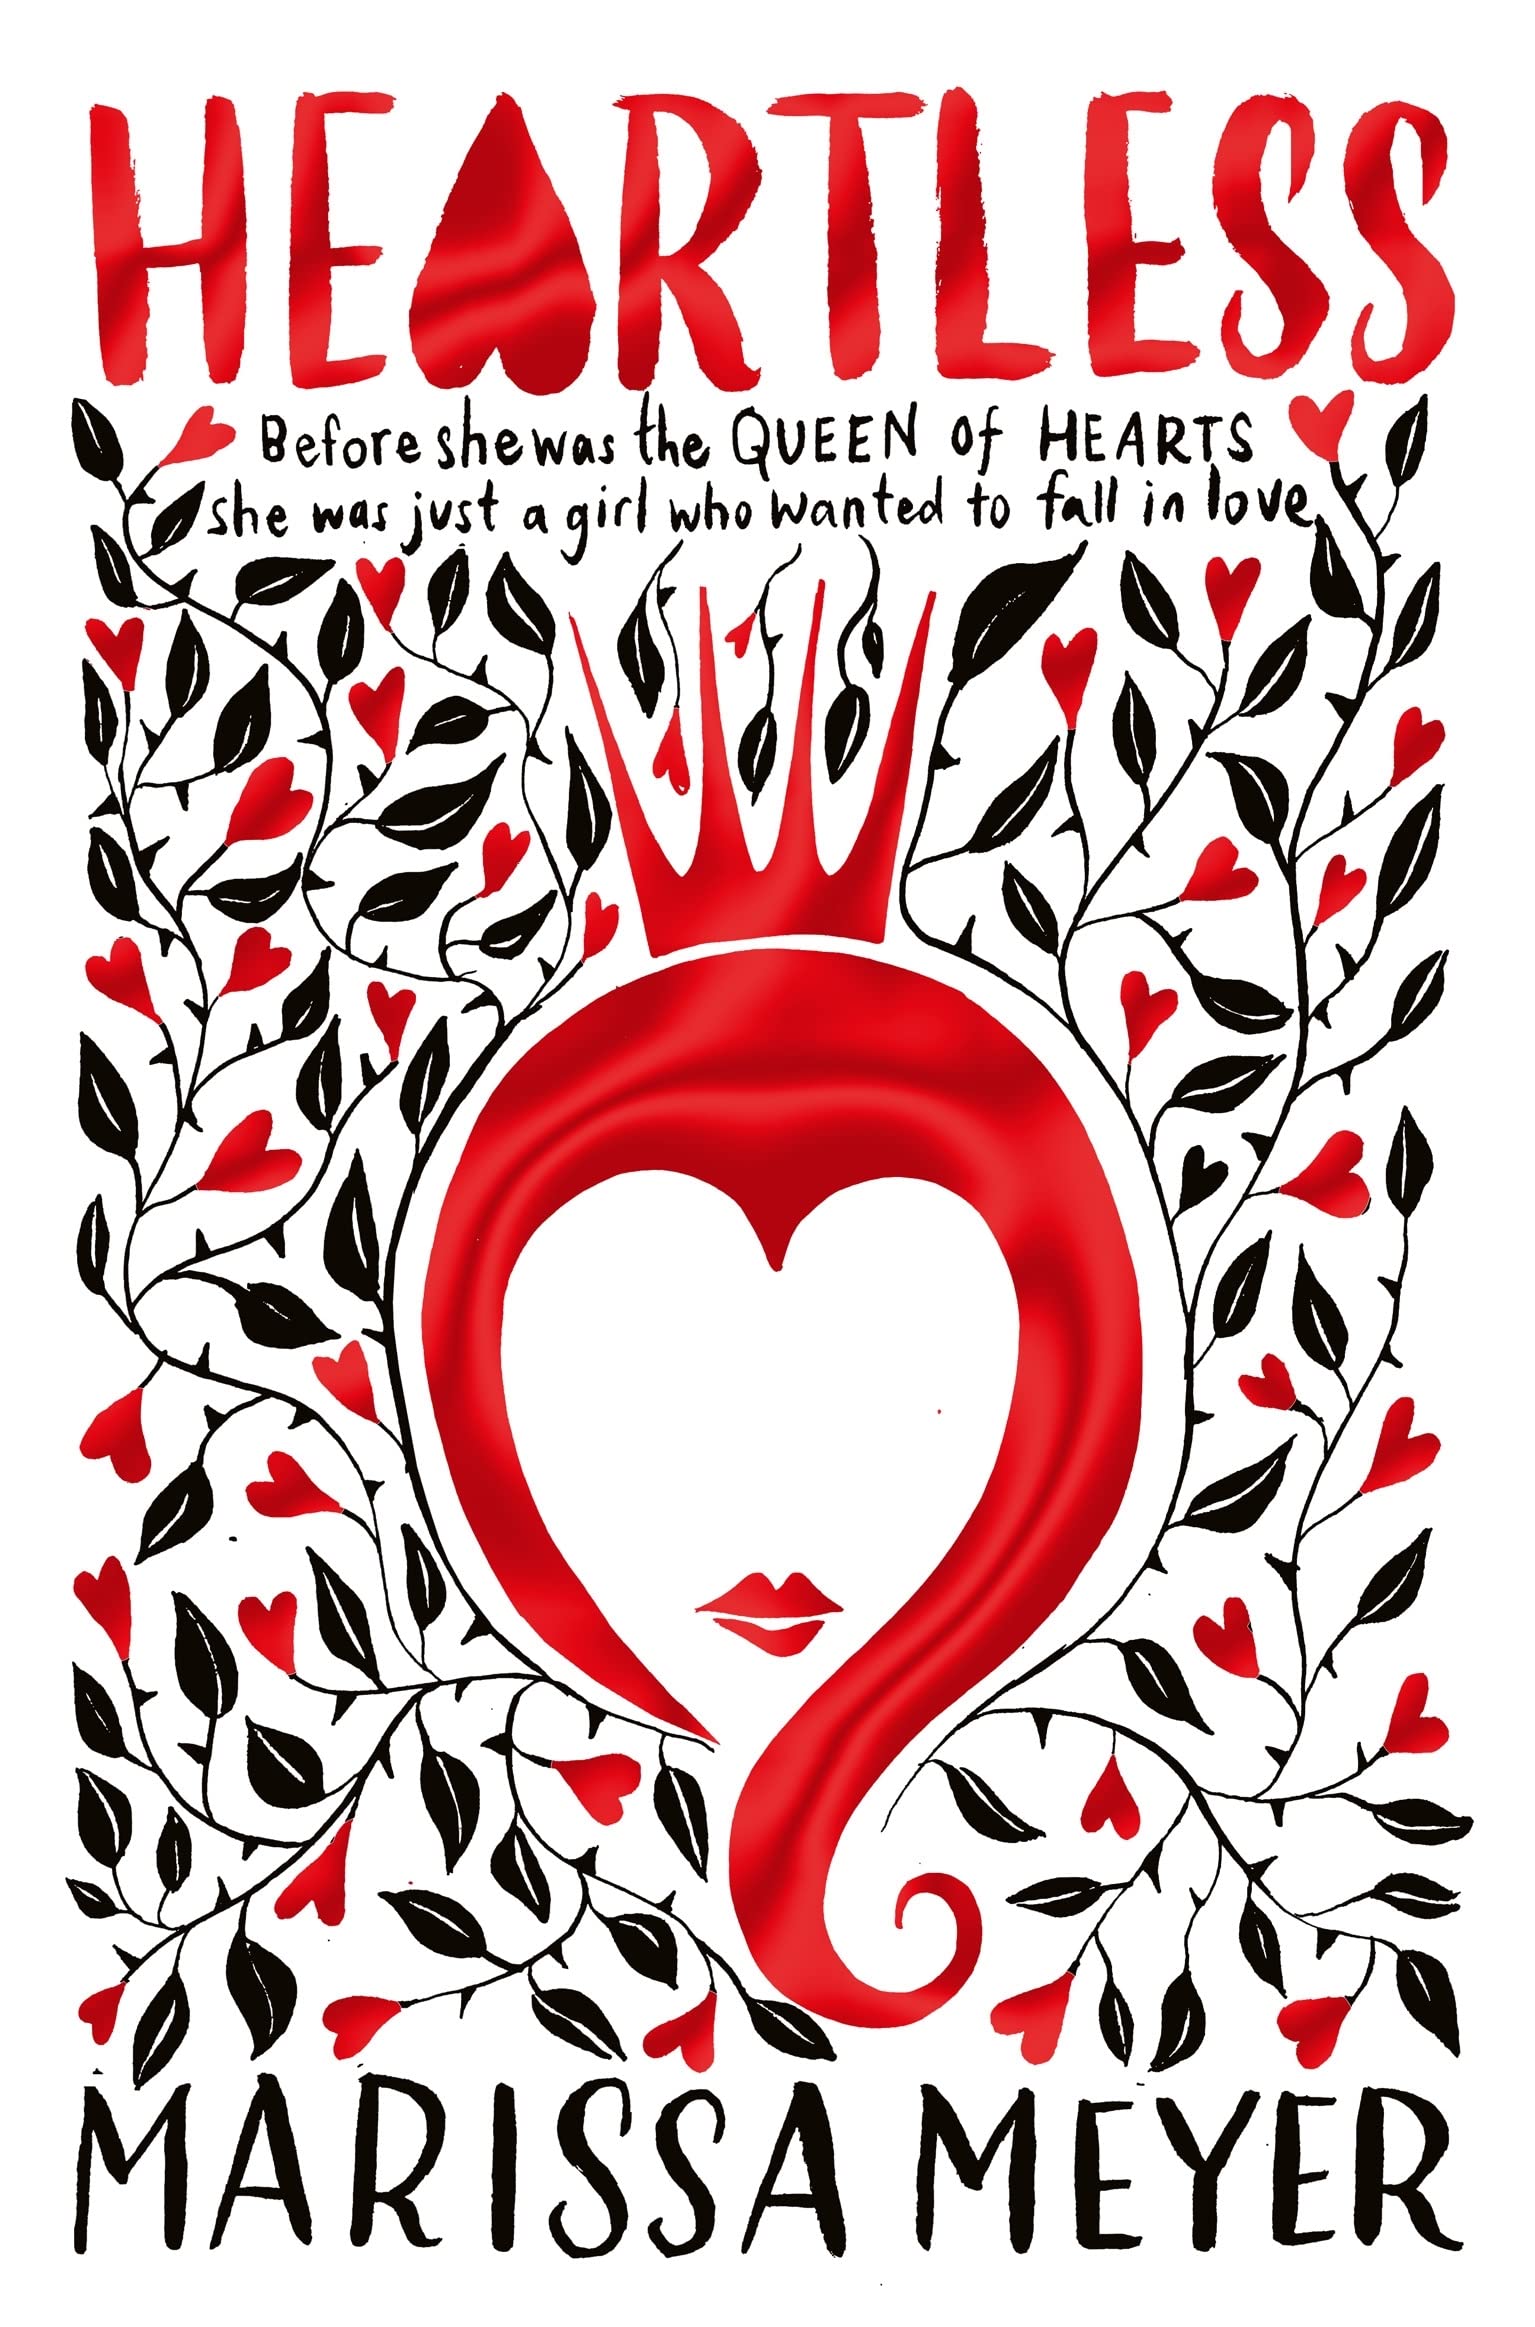 HEARTLESS
Before she was the QUEEN of HEARTS
she was just a girl who wanted to fall in love
MARISSA MEYER